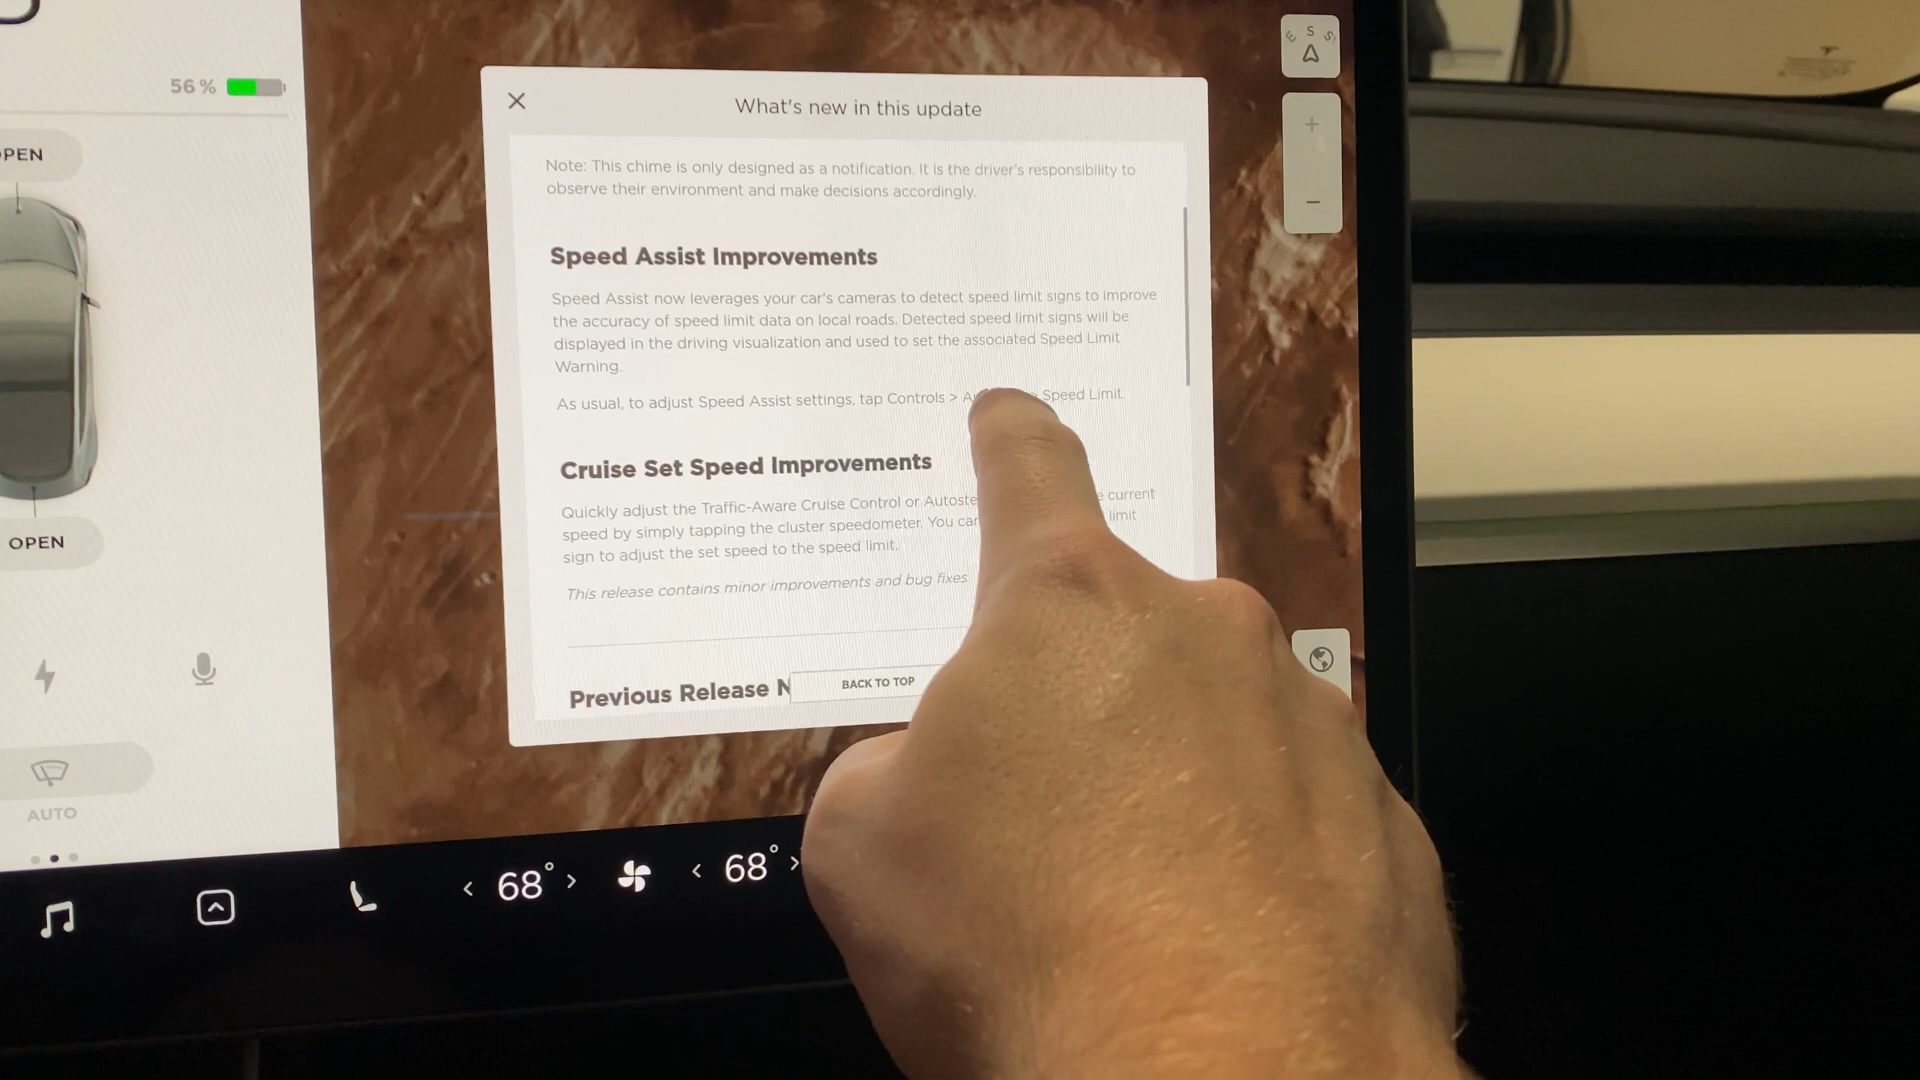 56 %
OPEN
OPEN
AUTO
What's new in this update
Note: This chime is only designed as a notification. It is the driver's responsibility to
observe their environment and make decisions accordingly.
Speed Assist Improvements
Speed Assist now leverages your car's cameras to detect speed limit signs to improve
the accuracy of speed limit data on local roads. Detected speed limit signs will be
displayed in the driving visualization and used to set the associated Speed Limit
Warning.
As usual, to adjust Speed Assist settings, tap Controls > Speed Limit.
Cruise Set Speed Improvements
Quickly adjust the Traffic-Aware Cruise Control or current
speed by simply tapping the cluster speedometer. You limit
sign to adjust the set speed to the speed limit.
This release contains minor improvements and bug fixes
Previous Release
BACK TO TOP
E S
68°
68°